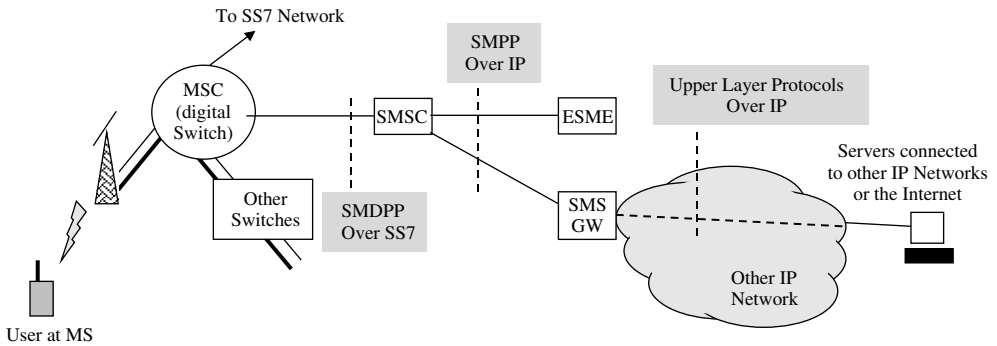 To SS7 Network
MSC
(digital
Switch)
SMPP
Over IP
Upper Layer Protocols
Over IP
SMSC
ESME
Servers connected
to other IP Networks
or the Internet
Other
Switches
SMDPP
Over SS7
SMS
GW
Other IP
Network
User at MS